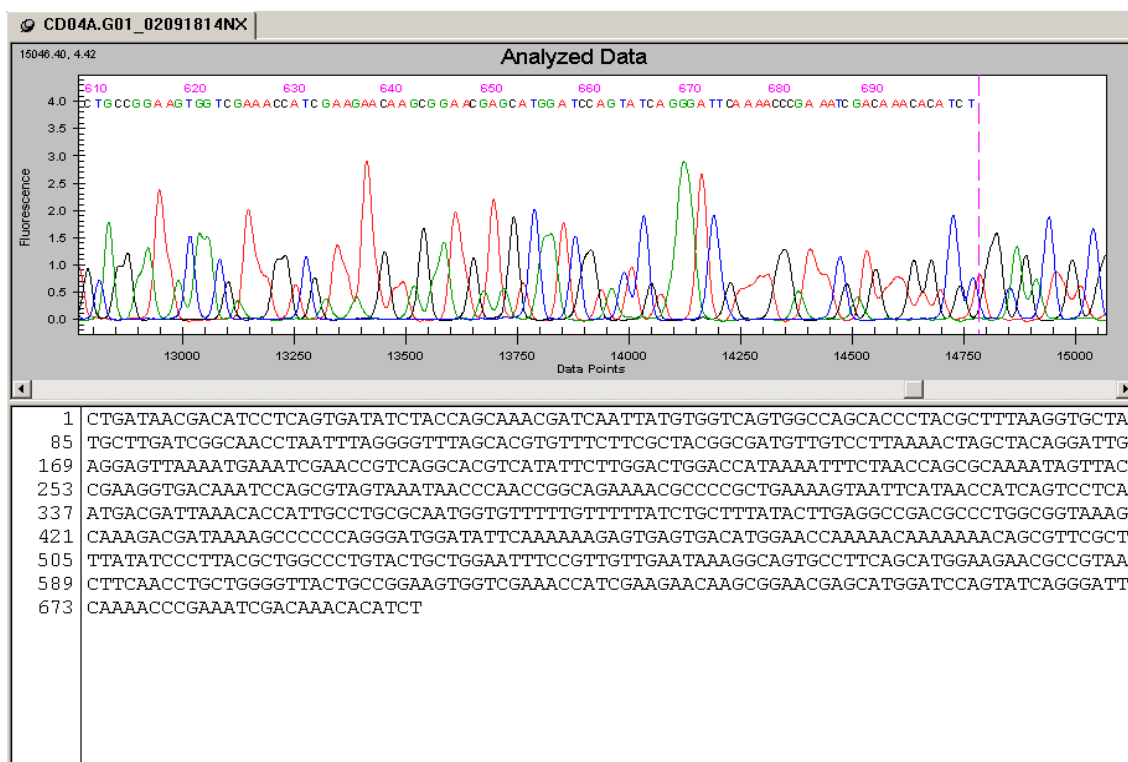 CD04A.G01_02091814NX
15046.40, 4.42
Analyzed Data
610 620 630 640 650 660 670 680 690
CTGCCGGAAGTGGTCGAAACCATCGAAGAACAAGCGGAACGAGCATGGATCCAGTATCAGGGATTCAAAACCCGAAATCGACAAACACATCT
4.0
3.5
3.0
2.5
2.0
1.5
1.0
0.5
0.0
Fluorescence
13000 13250 13500 13750 14000 14250 14500 14750 15000
Data Points
1 CTGATAACGACATCCTCAGTGATATCTACCAGCAAACGATCAATTATGTGGTCAGTGGCCAGCACCCTACGCTTTAAGGTGCTA
85 TGCTTGATCGGCAACCTAATTTAGGGGTTTAGCACGTGTTTCTTCGCTACGGCGATGTTGTCCTTAAAACTAGCTACAGGATTG
169 AGGAGTTAAAATGAAATCGAACCGTCAGGCACGTCATATTCTTGGACTGGACCATAAAATTTCTAACCAGCGCAAAATAGTTAC
253 CGAAGGTGACAAATCCAGCGTAGTAAATAACCCAACCGGCAGAAAACGCCCCGCTGAAAAGTAATTCATAACCATCAGTCCTCA
337 ATGACGATTAAACACCATTGCCTGCGCAATGGTGTTTTTGTTTTTATCTGCTTTATACTTGAGGCCGACGCCCTGGCGGTAAAG
421 CAAAGACGATAAAAGCCCCCCAGGGATGGATATTCAAAAAAGAGTGAGTGACATGGAACCAAAAACAAAAAAACAGCGTTCGCT
505 TTATATCCCTTACGCTGGCCCTGTACTGCTGGAATTTCCGTTGTTGAATAAAGGCAGTGCCTTCAGCATGGAAGAACGCCGTAA
589 CTTCAACCTGCTGGGGTTACTGCCGGAAGTGGTCGAAACCATCGAAGAACAAGCGGAACGAGCATGGATCCAGTATCAGGGATT
673 CAAAACCCGAAATCGACAAACACATCT